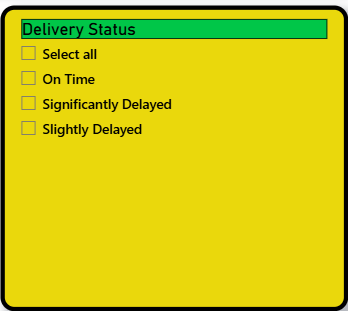 Delivery Status
Select all
On Time
Significantly Delayed
Slightly Delayed